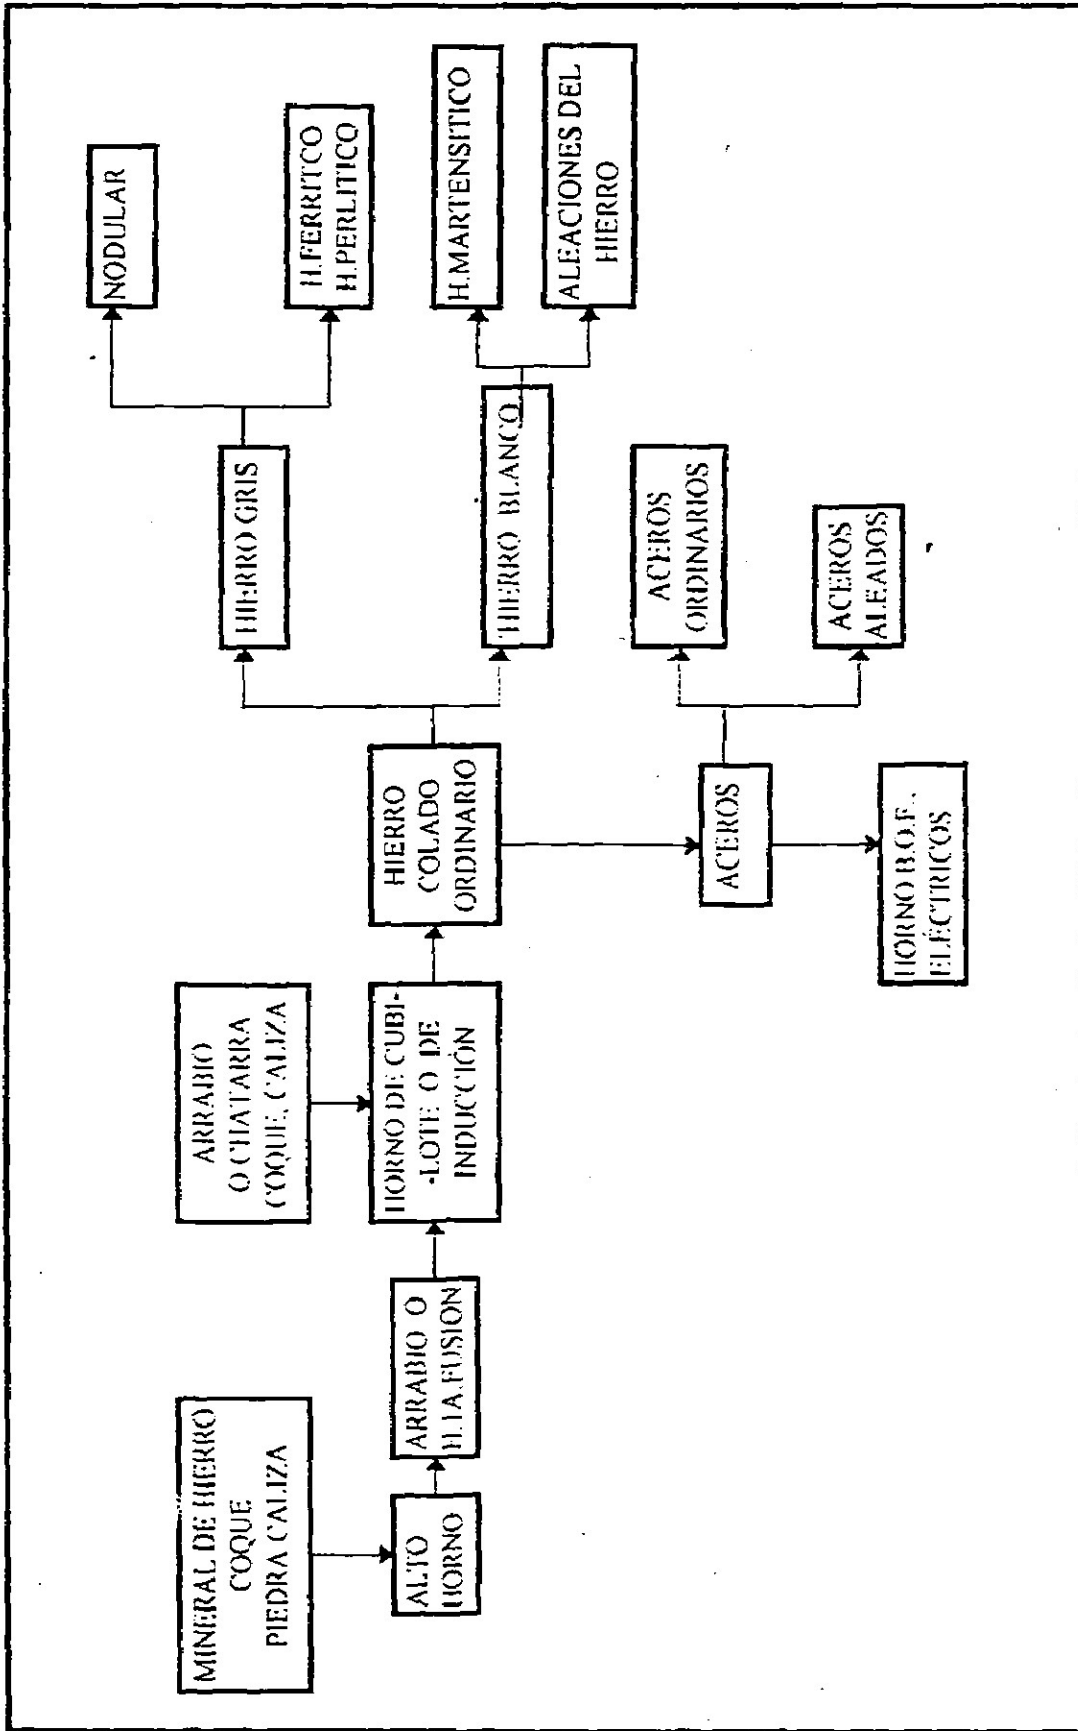 MINERAL DE HIERRO
COQUE
PIEDRA CALIZA
ALTO
HORNO
ARRABIO O
H.1A.FUSION
ARRABIO
O CHATARRA
COQUE, CALIZA
HORNO DE CUBI-
-LOTE O DE
INDUCCIÓN
HIERRO
COLADO
ORDINARIO
HIERRO GRIS
NODULAR
H.FERRITCO
H.PERLITICO
HIERRO BLANCO
H.MARTENSITICO
ALEACIONES DEL
HIERRO
ACEROS
ACEROS
ORDINARIOS
ACEROS
ALEADOS
HORNO B.O.F.,
ELÉCTRICOS